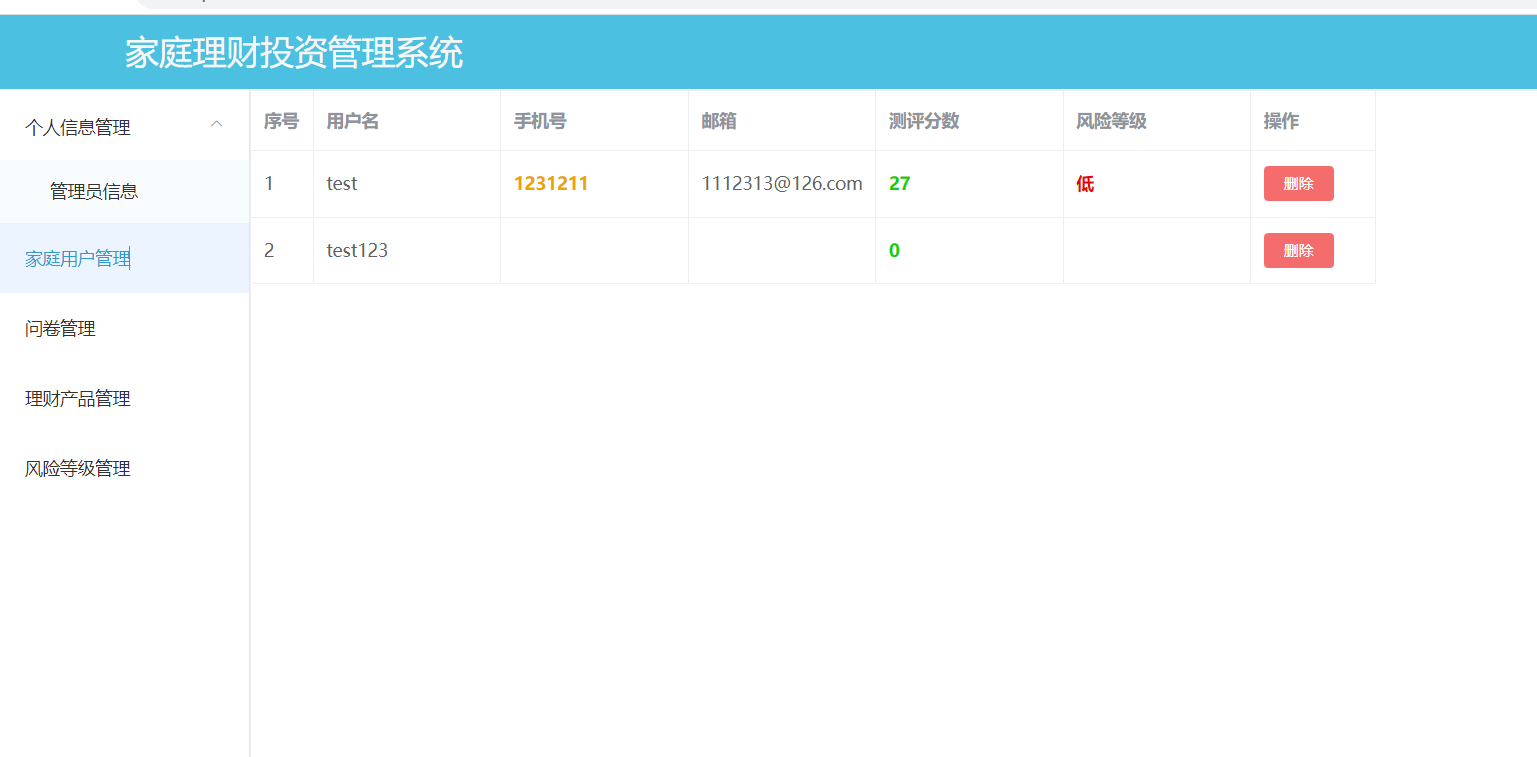 家庭理财投资管理系统
个人信息管理
管理员信息
家庭用户管理
问卷管理
理财产品管理
风险等级管理
序号 用户名 手机号 邮箱 测评分数 风险等级 操作
1 test 1231211 1112313@126.com 27 低 删除
2 test123 0 删除